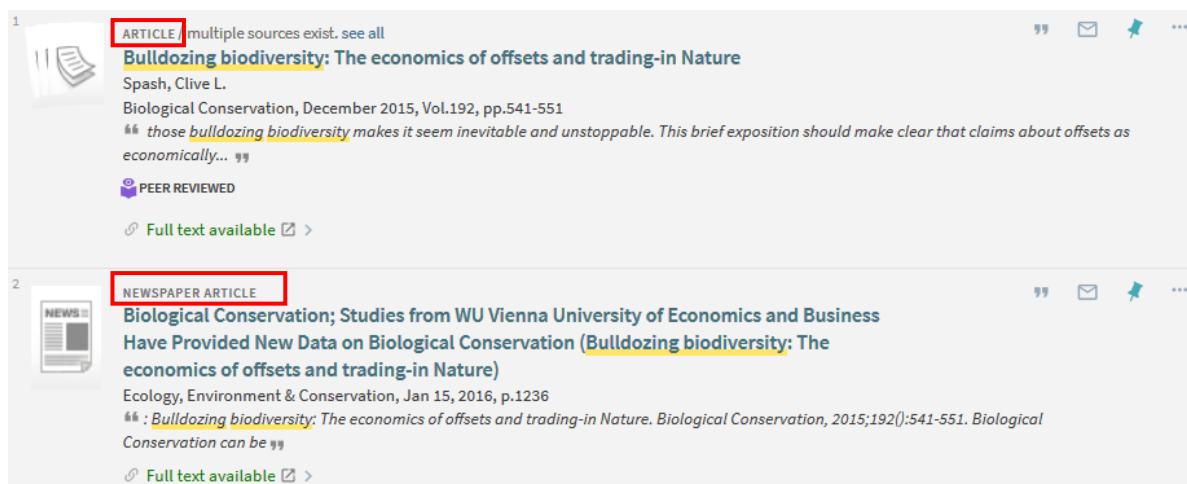 1
ARTICLE / multiple sources exist. see all
Bulldozing biodiversity: The economics of offsets and trading-in Nature
Spash, Clive L.
Biological Conservation, December 2015, Vol.192, pp.541-551
“ those bulldozing biodiversity makes it seem inevitable and unstoppable. This brief exposition should make clear that claims about offsets as
economically... ”
PEER REVIEWED
Full text available >
2
NEWS
NEWSPAPER ARTICLE
Biological Conservation; Studies from WU Vienna University of Economics and Business
Have Provided New Data on Biological Conservation (Bulldozing biodiversity: The
economics of offsets and trading-in Nature)
Ecology, Environment & Conservation, Jan 15, 2016, p.1236
“ : Bulldozing biodiversity: The economics of offsets and trading-in Nature. Biological Conservation, 2015;192():541-551. Biological
Conservation can be ”
Full text available >